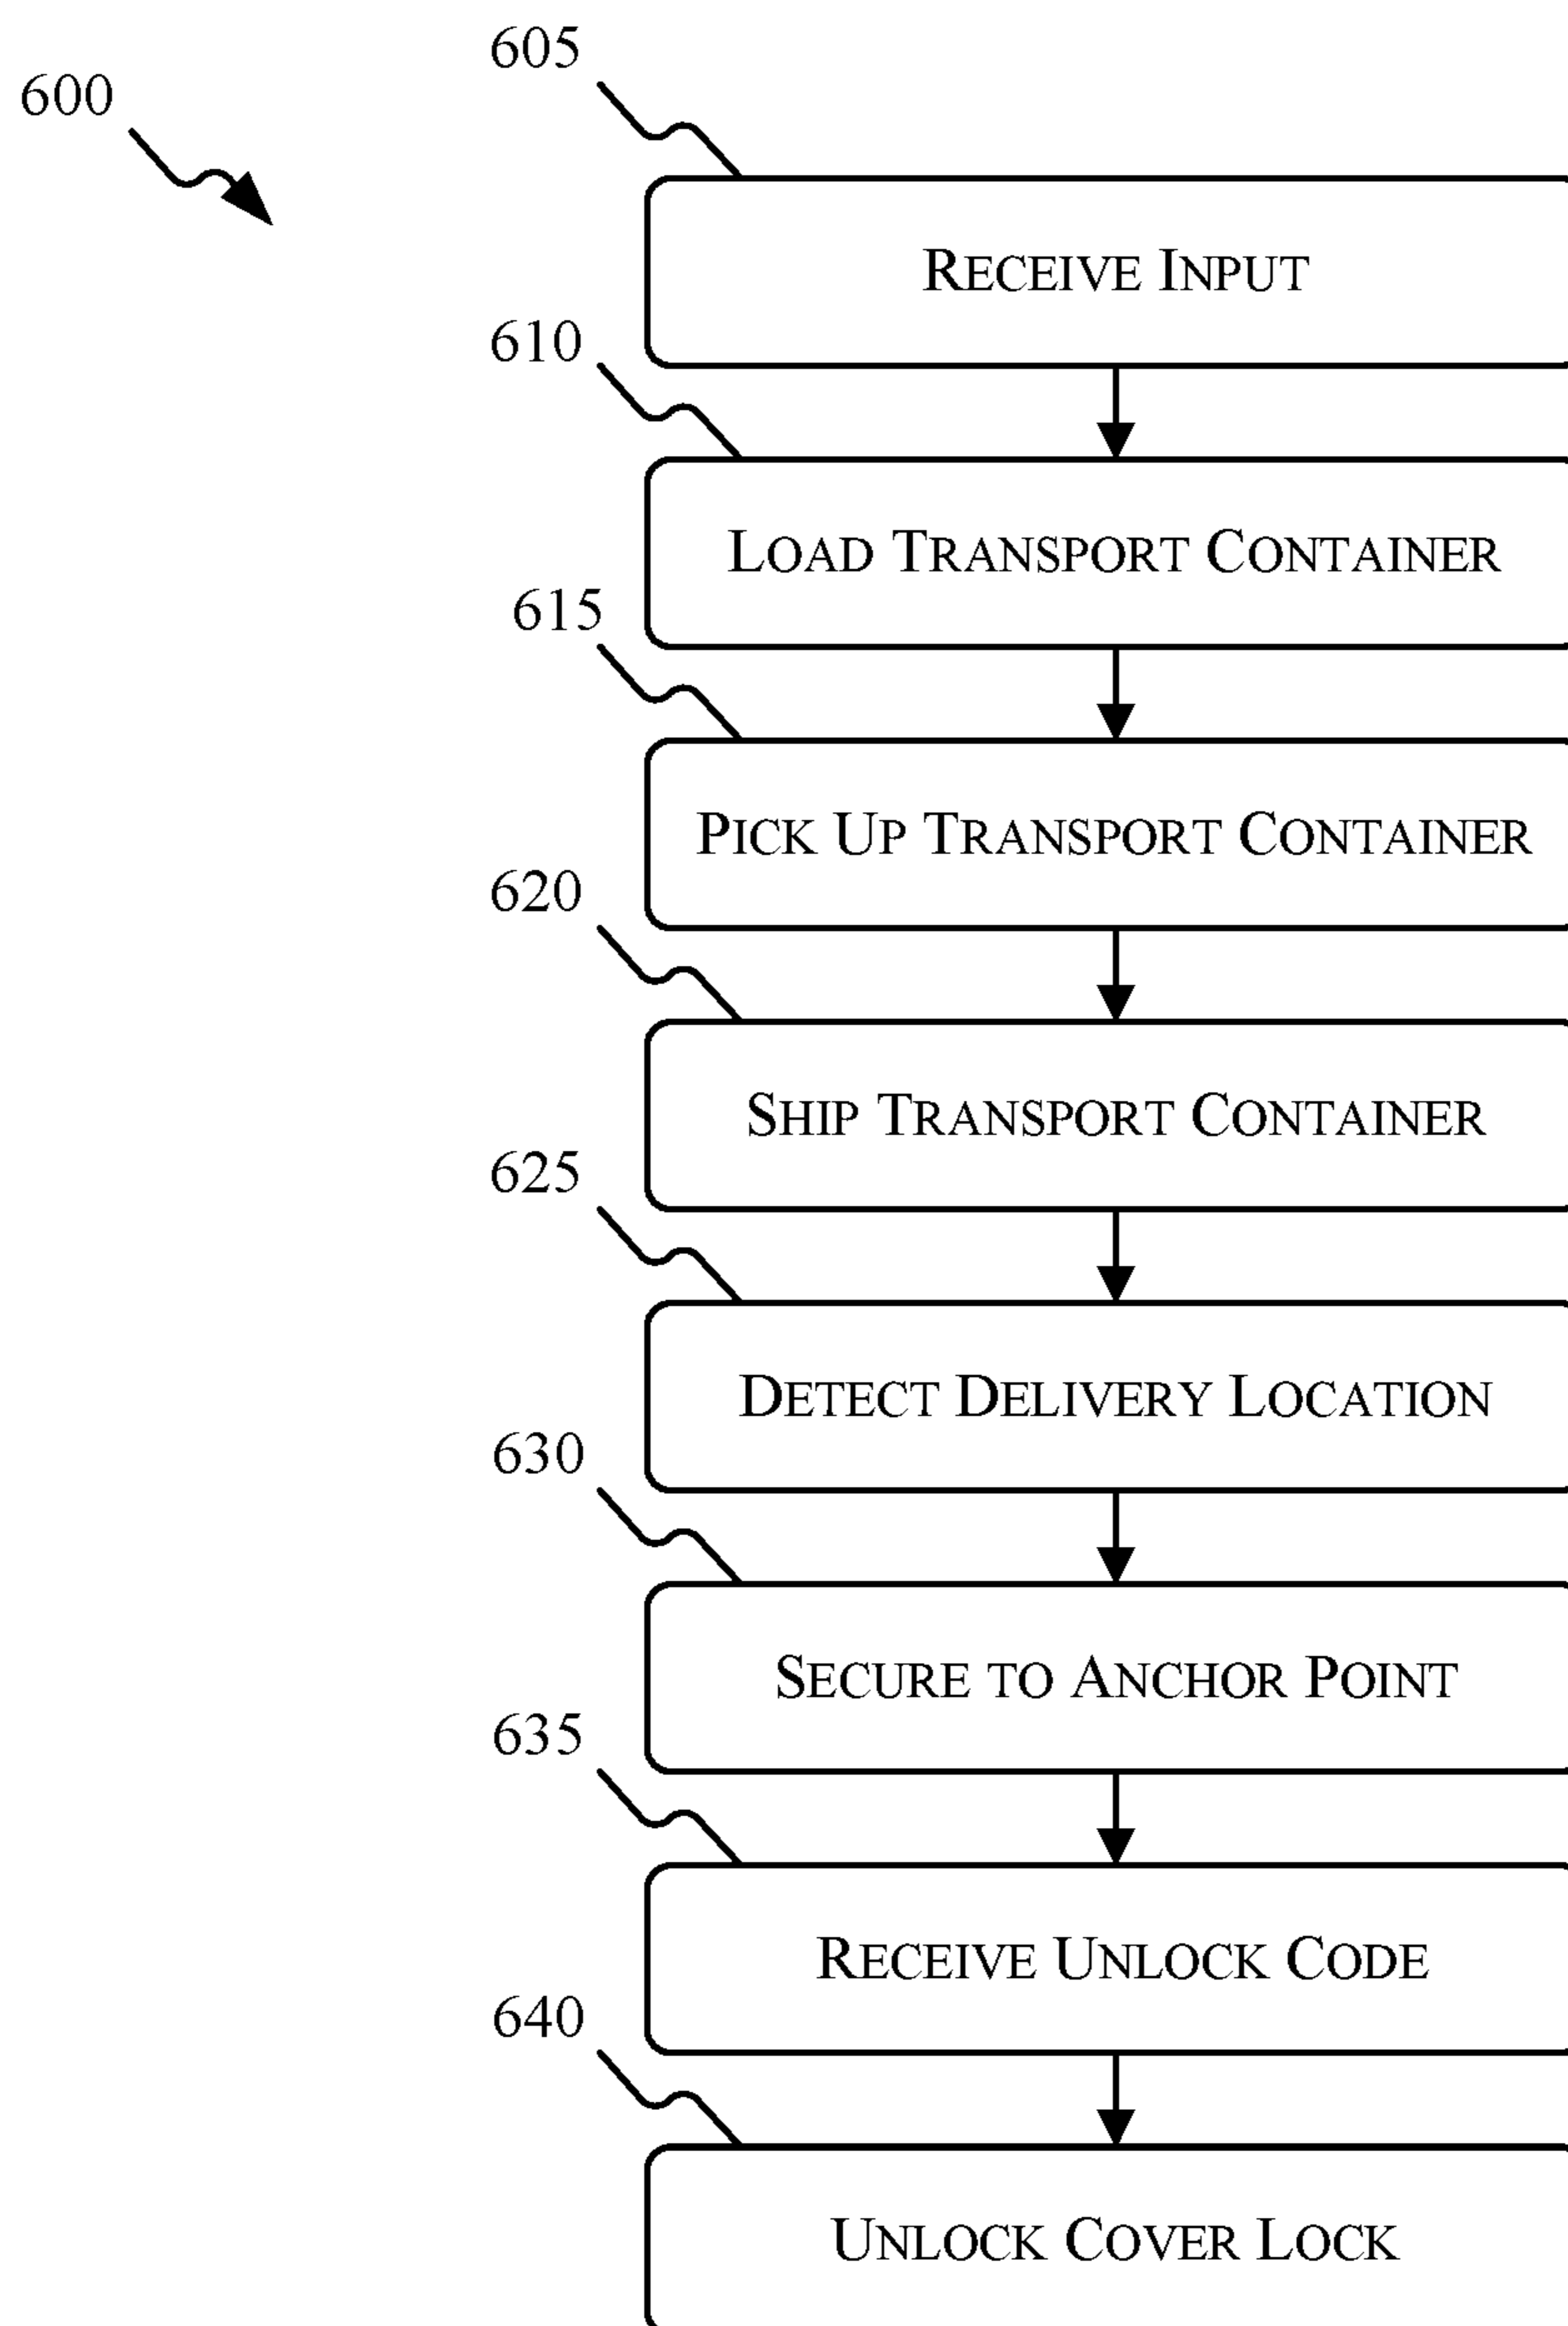 600
605
RECEIVE INPUT
610
LOAD TRANSPORT CONTAINER
615
PICK UP TRANSPORT CONTAINER
620
SHIP TRANSPORT CONTAINER
625
DETECT DELIVERY LOCATION
630
SECURE TO ANCHOR POINT
635
RECEIVE UNLOCK CODE
640
UNLOCK COVER LOCK